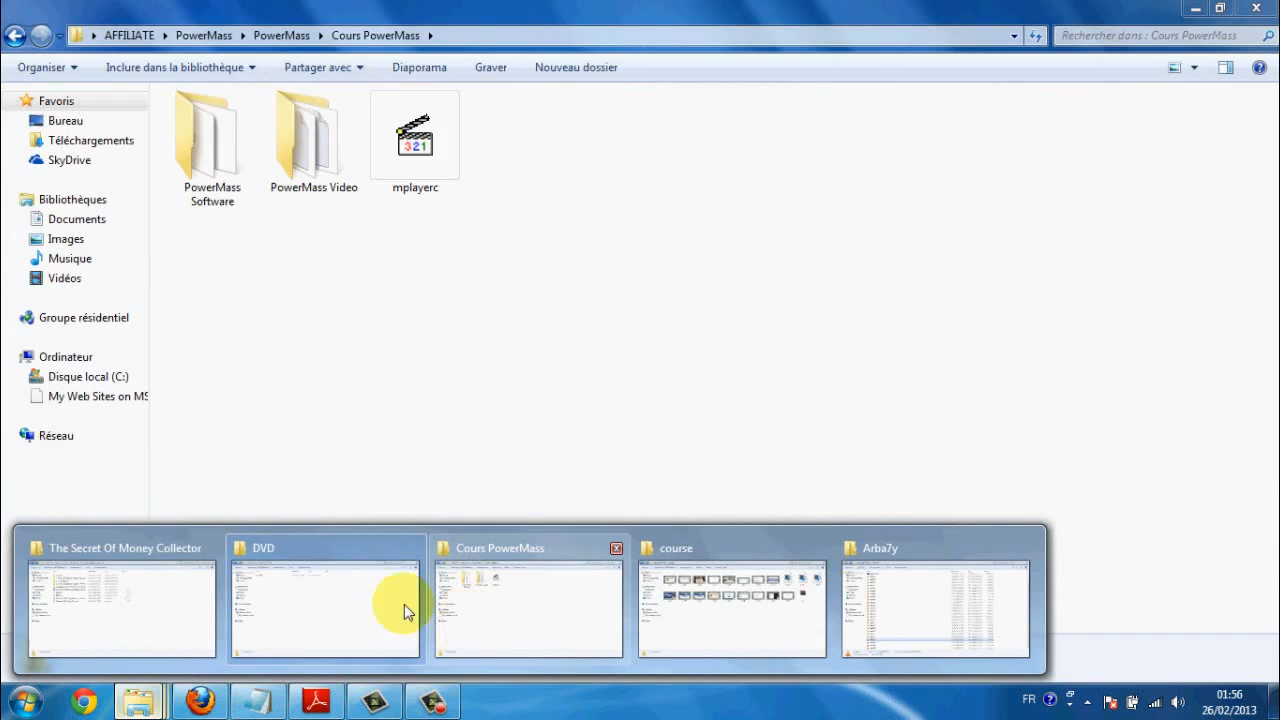 AFFILIATE PowerMass PowerMass Cours PowerMass
Rechercher dans : Cours PowerMass
Organiser Inclure dans la bibliothèque Partager avec Diaporama Graver Nouveau dossier
Favoris
Bureau
Téléchargements
SkyDrive
Bibliothèques
Documents
Images
Musique
Vidéos
Groupe résidentiel
Ordinateur
Disque local (C:)
My Web Sites on MS
Réseau
PowerMass
Software
PowerMass Video
321
mplayerc
The Secret Of Money Collector
DVD
Cours PowerMass
course
Arba7y
FR
01:56
26/02/2013